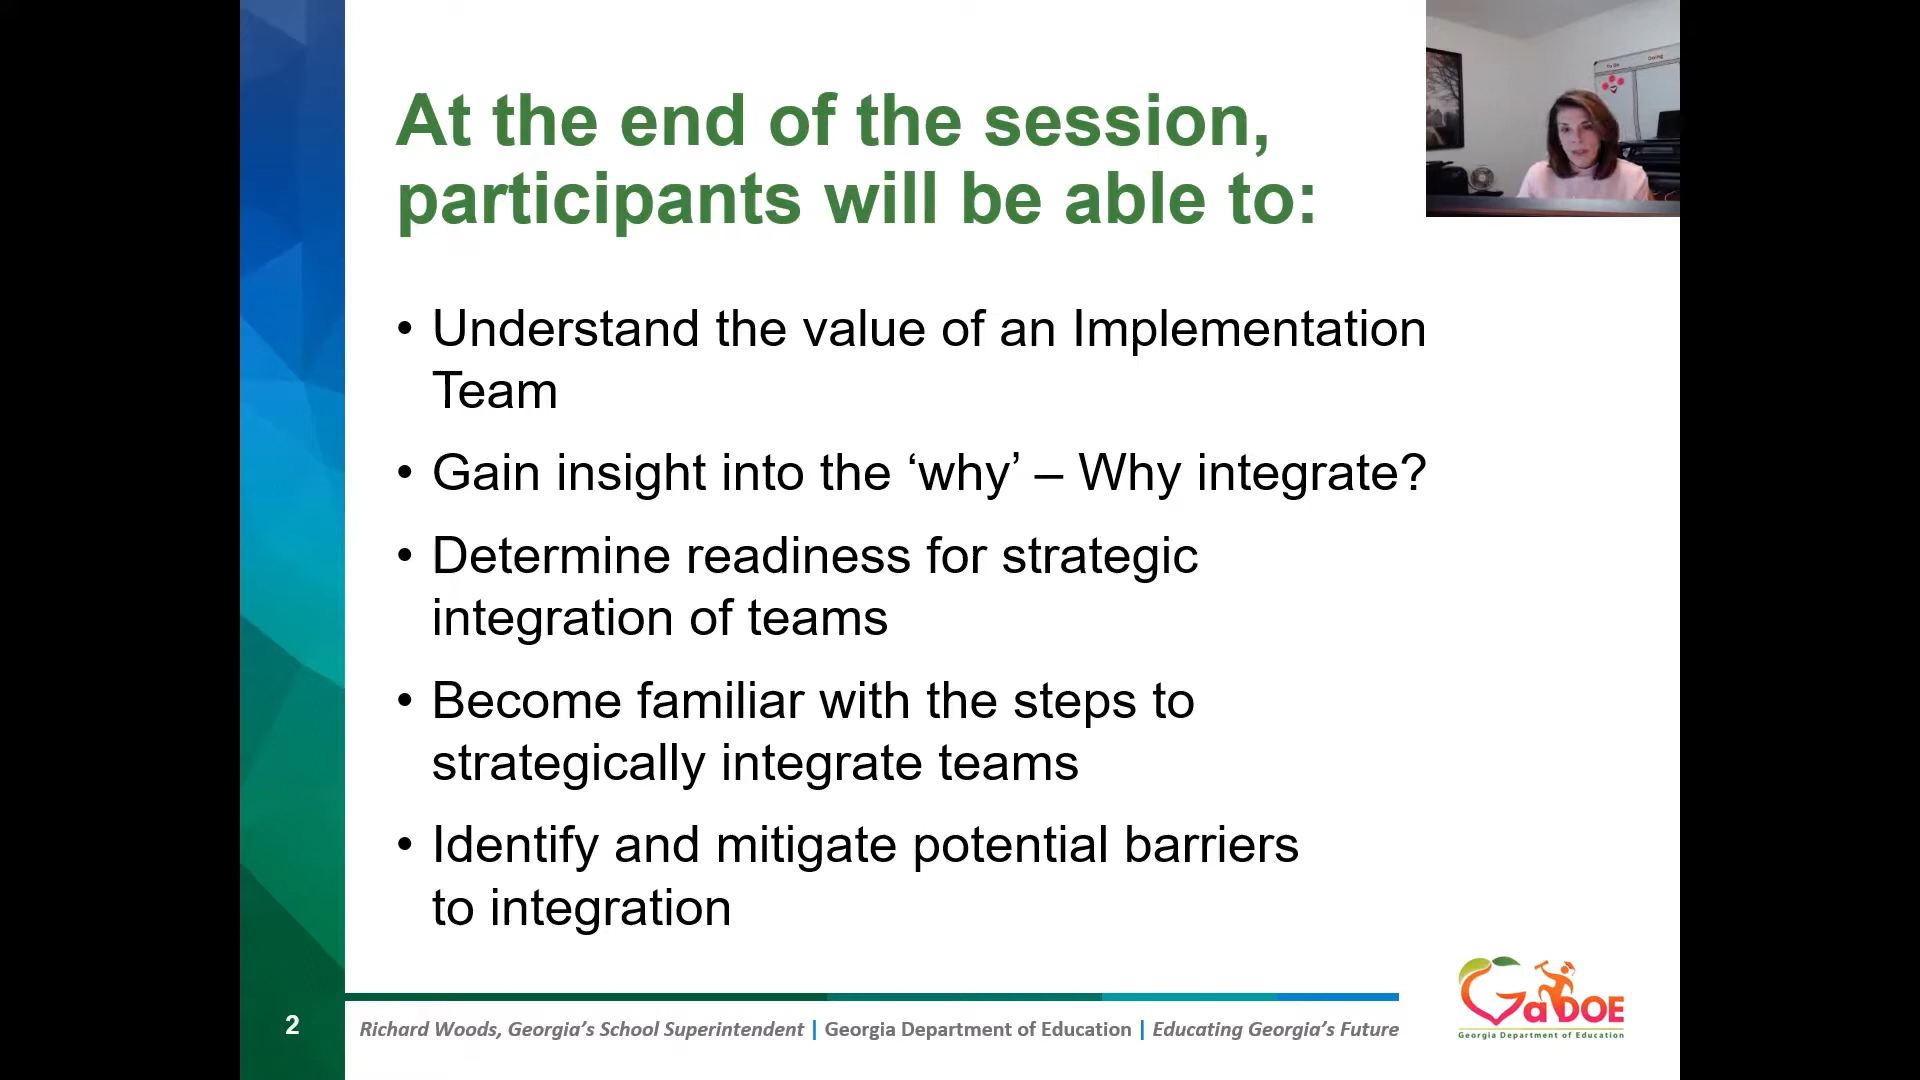 At the end of the session,
participants will be able to:
• Understand the value of an Implementation
Team
• Gain insight into the ‘why’ – Why integrate?
• Determine readiness for strategic
integration of teams
• Become familiar with the steps to
strategically integrate teams
• Identify and mitigate potential barriers
to integration
2
Richard Woods, Georgia’s School Superintendent | Georgia Department of Education | Educating Georgia’s Future
GaDOE
Georgia Department of Education
To Do
Doing